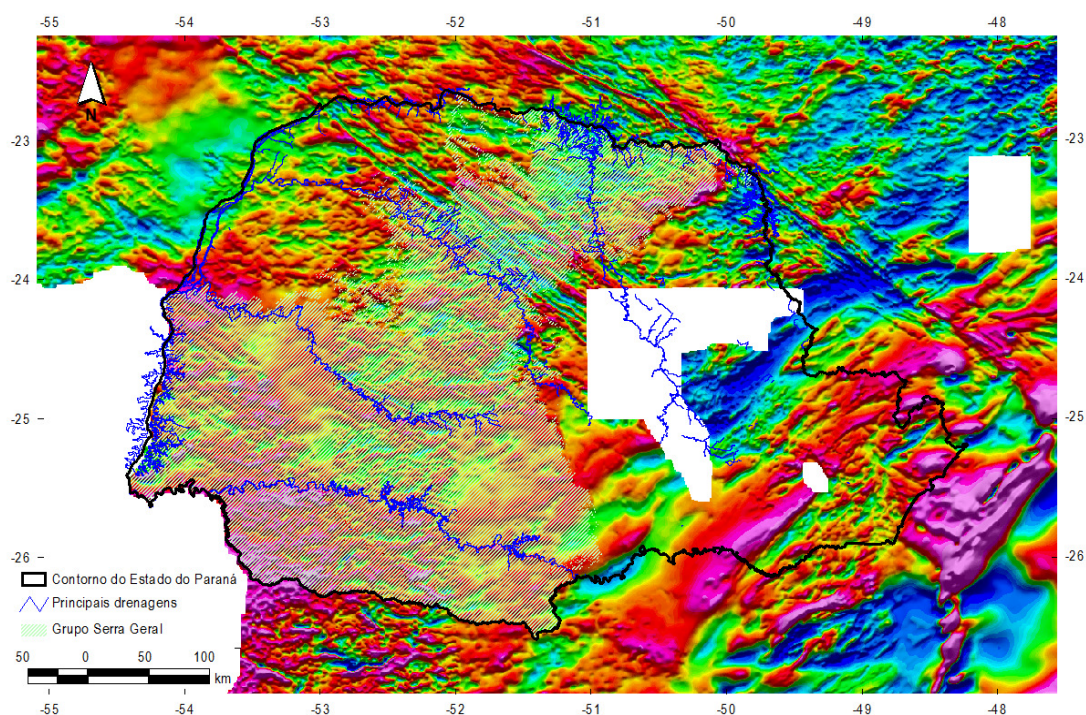 -55 -54 -53 -52 -51 -50 -49 -48
N
-23 -23
-24 -24
-25 -25
-26 -26
Contorno do Estado do Paraná
Principais drenagens
Grupo Serra Geral
50 0 50 100
km
-55 -54 -53 -52 -51 -50 -49 -48